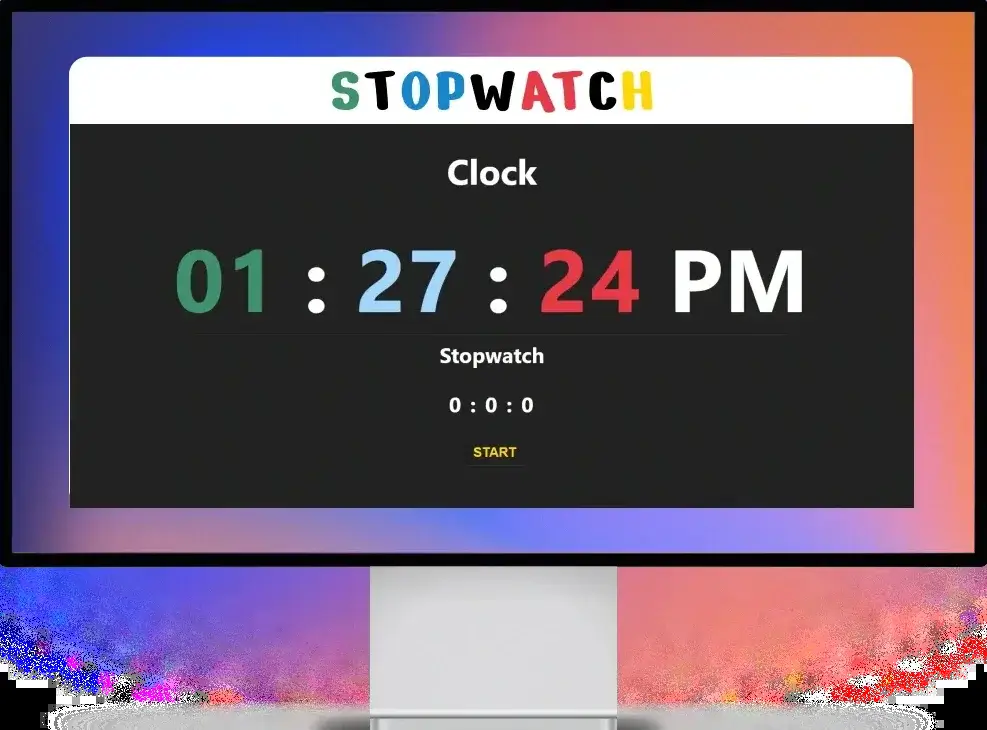 STOPWATCH
Clock
01 : 27 : 24 PM
Stopwatch
0 : 0 : 0
START